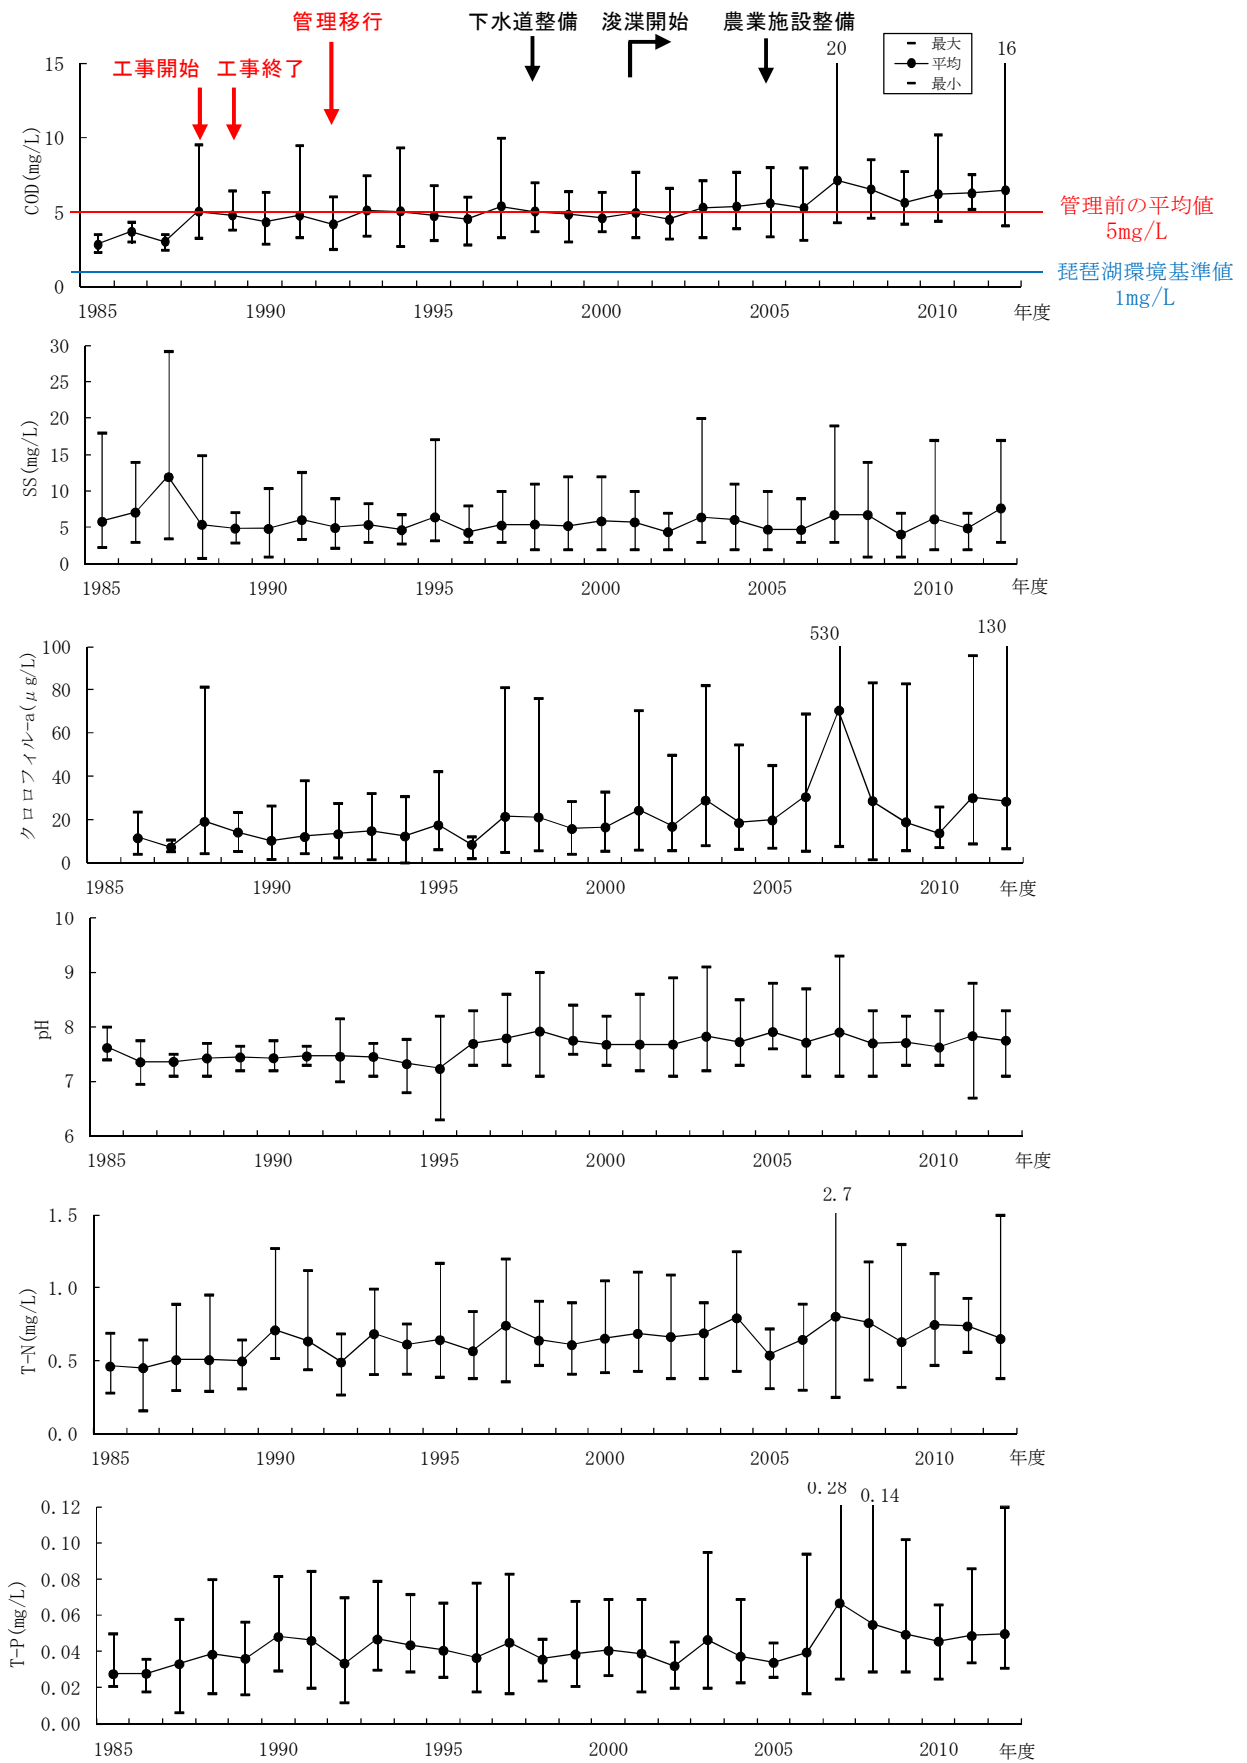 管理移行
下水道整備
浚渫開始
農業施設整備
工事開始
工事終了
20
16
最大
平均
最小
COD(mg/L)
15
10
5
0
管理前の平均値
5mg/L
琵琶湖環境基準値
1mg/L
1985 1990 1995 2000 2005 2010 年度
SS(mg/L)
30
25
20
15
10
5
0
1985 1990 1995 2000 2005 2010 年度
530
130
クロロフィル-a(μg/L)
100
80
60
40
20
0
1985 1990 1995 2000 2005 2010 年度
pH
10
9
8
7
6
1985 1990 1995 2000 2005 2010 年度
2.7
T-N(mg/L)
1.5
1.0
0.5
0.0
1985 1990 1995 2000 2005 2010 年度
0.28
0.14
T-P(mg/L)
0.12
0.10
0.08
0.06
0.04
0.02
0.00
1985 1990 1995 2000 2005 2010 年度